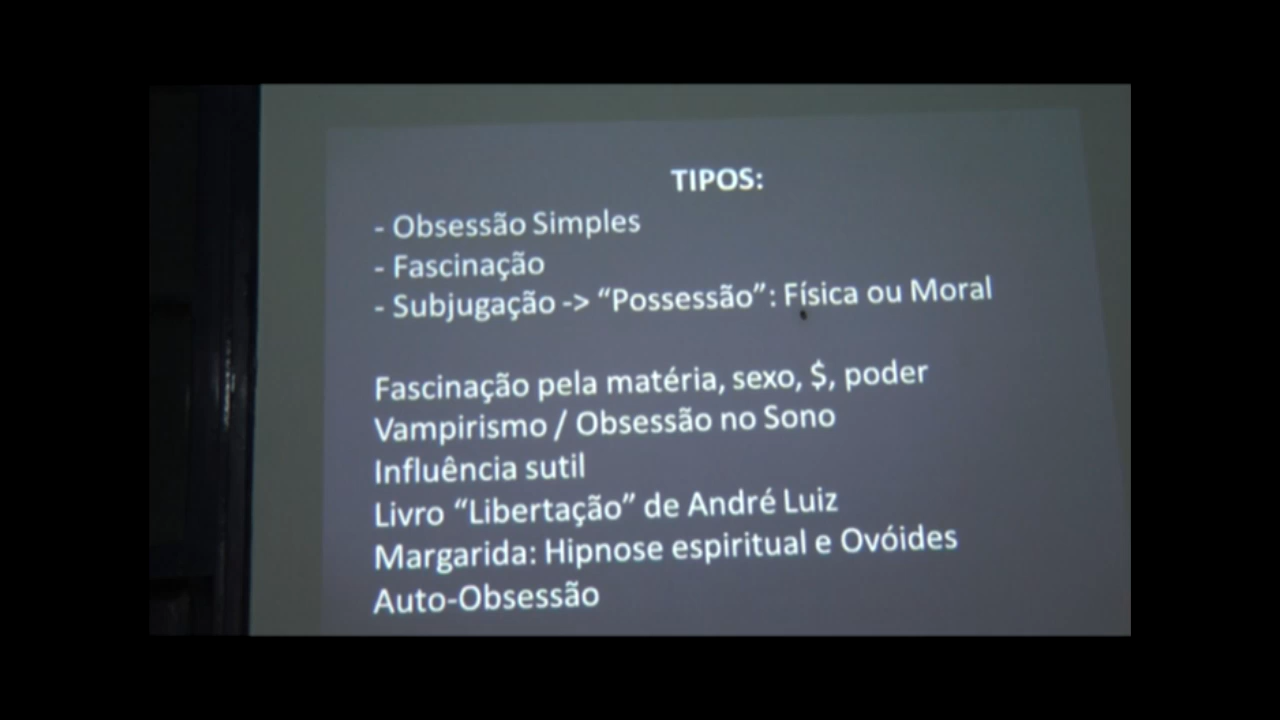 TIPOS:
- Obsessão Simples
- Fascinação
- Subjugação -> “Possessão”: Física ou Moral
Fascinação pela matéria, sexo, $, poder
Vampirismo / Obsessão no Sono
Influência sutil
Livro “Libertação” de André Luiz
Margarida: Hipnose espiritual e Ovóides
Auto-Obsessão